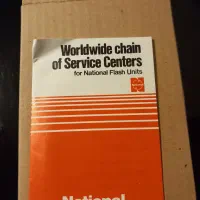 Worldwide chain
of Service Centers
for National Flash Units
National